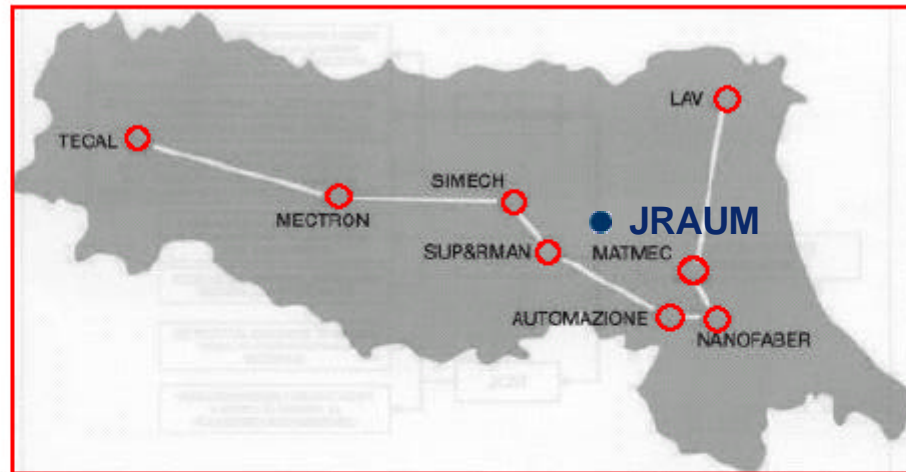 LAV
TECAL
SIMECH
JRAUM
MECTRON
SUP&RMAN
MATMEC
AUTOMAZIONE
NANOFABER